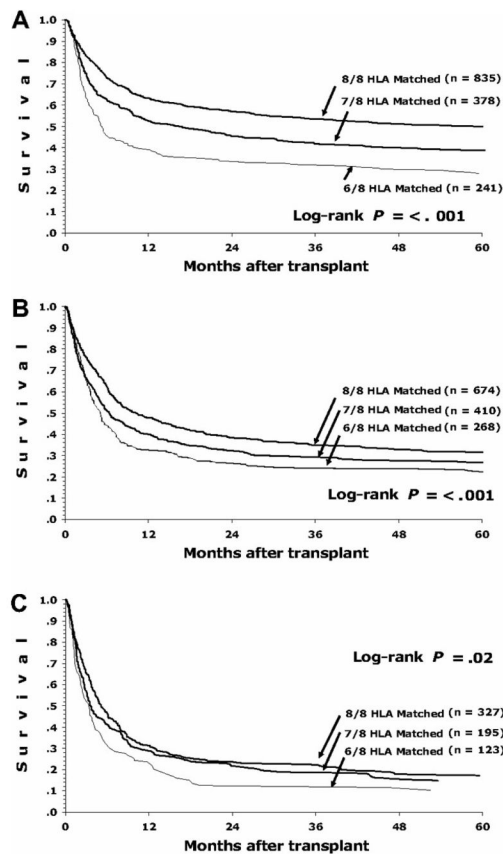 A
Survival
1.0
.9
.8
.7
.6
.5
.4
.3
.2
.1
.0
8/8 HLA Matched (n = 835)
7/8 HLA Matched (n = 378)
6/8 HLA Matched (n = 241)
Log-rank P = <. 001
0 12 24 36 48 60
Months after transplant
B
Survival
1.0
.9
.8
.7
.6
.5
.4
.3
.2
.1
.0
8/8 HLA Matched (n = 674)
7/8 HLA Matched (n = 410)
6/8 HLA Matched (n = 268)
Log-rank P = <.001
0 12 24 36 48 60
Months after transplant
C
Survival
1.0
.9
.8
.7
.6
.5
.4
.3
.2
.1
.0
Log-rank P = .02
8/8 HLA Matched (n = 327)
7/8 HLA Matched (n = 195)
6/8 HLA Matched (n = 123)
0 12 24 36 48 60
Months after transplant